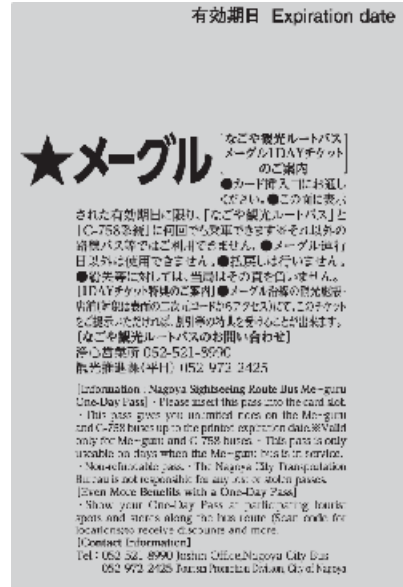 有効期日 Expiration date
★メーグル
[なごや観光ルートバス
メーグル1DAYチケット
のご案内]
●カード挿入口にお通し
ください。●この面に表示
された有効期日に限り、「なごや観光ルートバス」と
「C-758系統」に何回でも乗車できます※それ以外の
路線バス等ではご利用できません。●メーグル運行
日以外は使用できません。●払戻しは行いません。
●紛失等に対しては、当局はその責を負いません。
[1DAYチケット特典のご案内]●メーグル沿線の観光施設・
店舗(詳細は表面の二次元コードからアクセス)にて、このチケット
をご提示いただければ、割引等の特典を受けることが出来ます。
[なごや観光ルートバスのお問い合わせ]
浄心営業所 052-521-8990
観光推進課(平日) 052-972-2425
[Information : Nagoya Sightseeing Route Bus Me~guru
One-Day Pass] ・Please insert this pass into the card slot.
・This pass gives you unlimited rides on the Me~guru
and C-758 buses up to the printed expiration date.※Valid
only for Me~guru and C-758 buses. ・This pass is only
useable on days when the Me~guru bus is in service.
・Non-refundable pass. ・The Nagoya City Transportation
Bureau is not responsible for any lost or stolen passes.
[Even More Benefits with a One-Day Pass]
・Show your One-Day Pass at participating tourist
spots and stores along the bus route (Scan code for
locations)to receive discounts and more.
[Contact Information]
Tel : 052-521-8990 Joshin Office,Nagoya City Bus
052-972-2425 Tourism Promotion Division, City of Nagoya